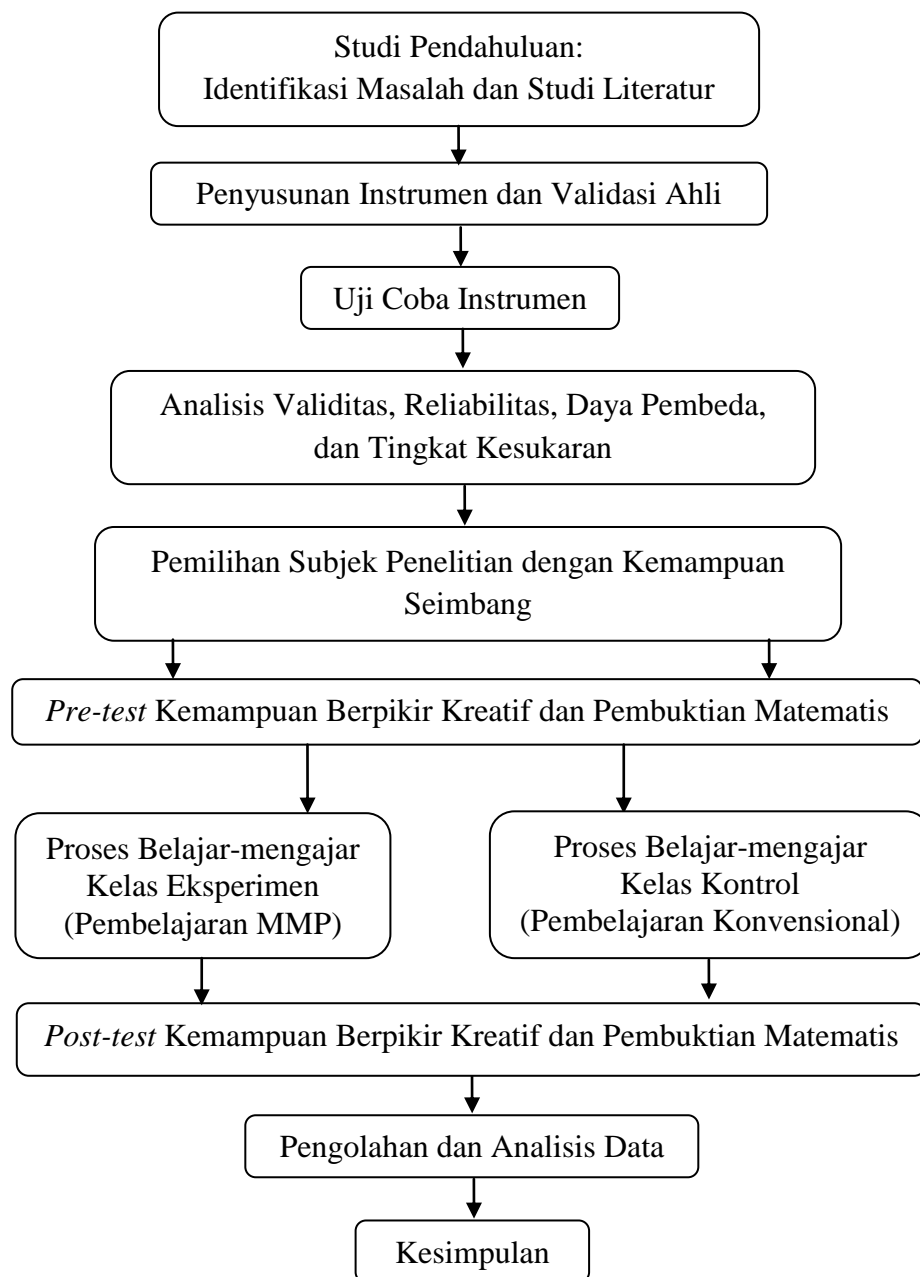 Studi Pendahuluan:
Identifikasi Masalah dan Studi Literatur
Penyusunan Instrumen dan Validasi Ahli
Uji Coba Instrumen
Analisis Validitas, Reliabilitas, Daya Pembeda,
dan Tingkat Kesukaran
Pemilihan Subjek Penelitian dengan Kemampuan
Seimbang
Pre-test Kemampuan Berpikir Kreatif dan Pembuktian Matematis
Proses Belajar-mengajar
Kelas Eksperimen
(Pembelajaran MMP)
Proses Belajar-mengajar
Kelas Kontrol
(Pembelajaran Konvensional)
Post-test Kemampuan Berpikir Kreatif dan Pembuktian Matematis
Pengolahan dan Analisis Data
Kesimpulan